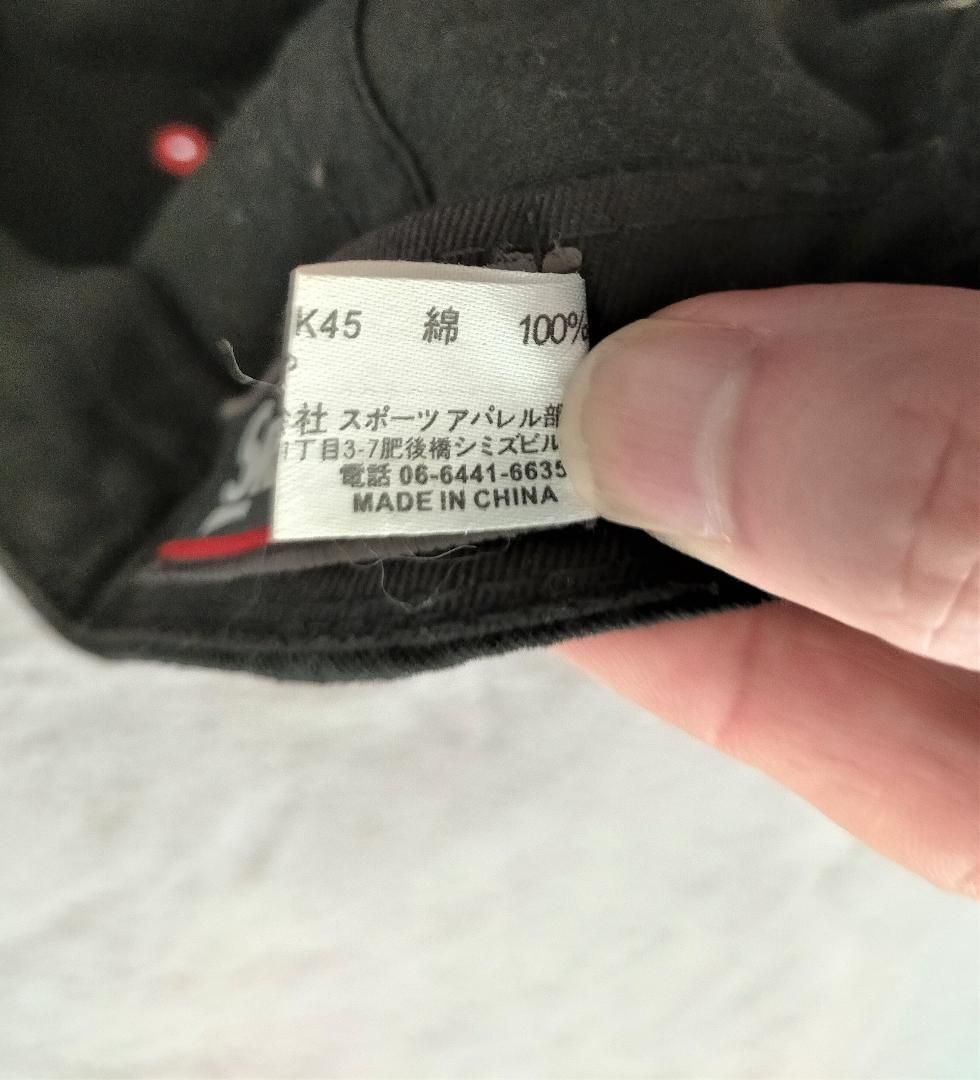 K45 綿 100%
社 スポーツ アパレル部
丁目3-7肥後橋シミズビル
電話 06-6441-6635
MADE IN CHINA